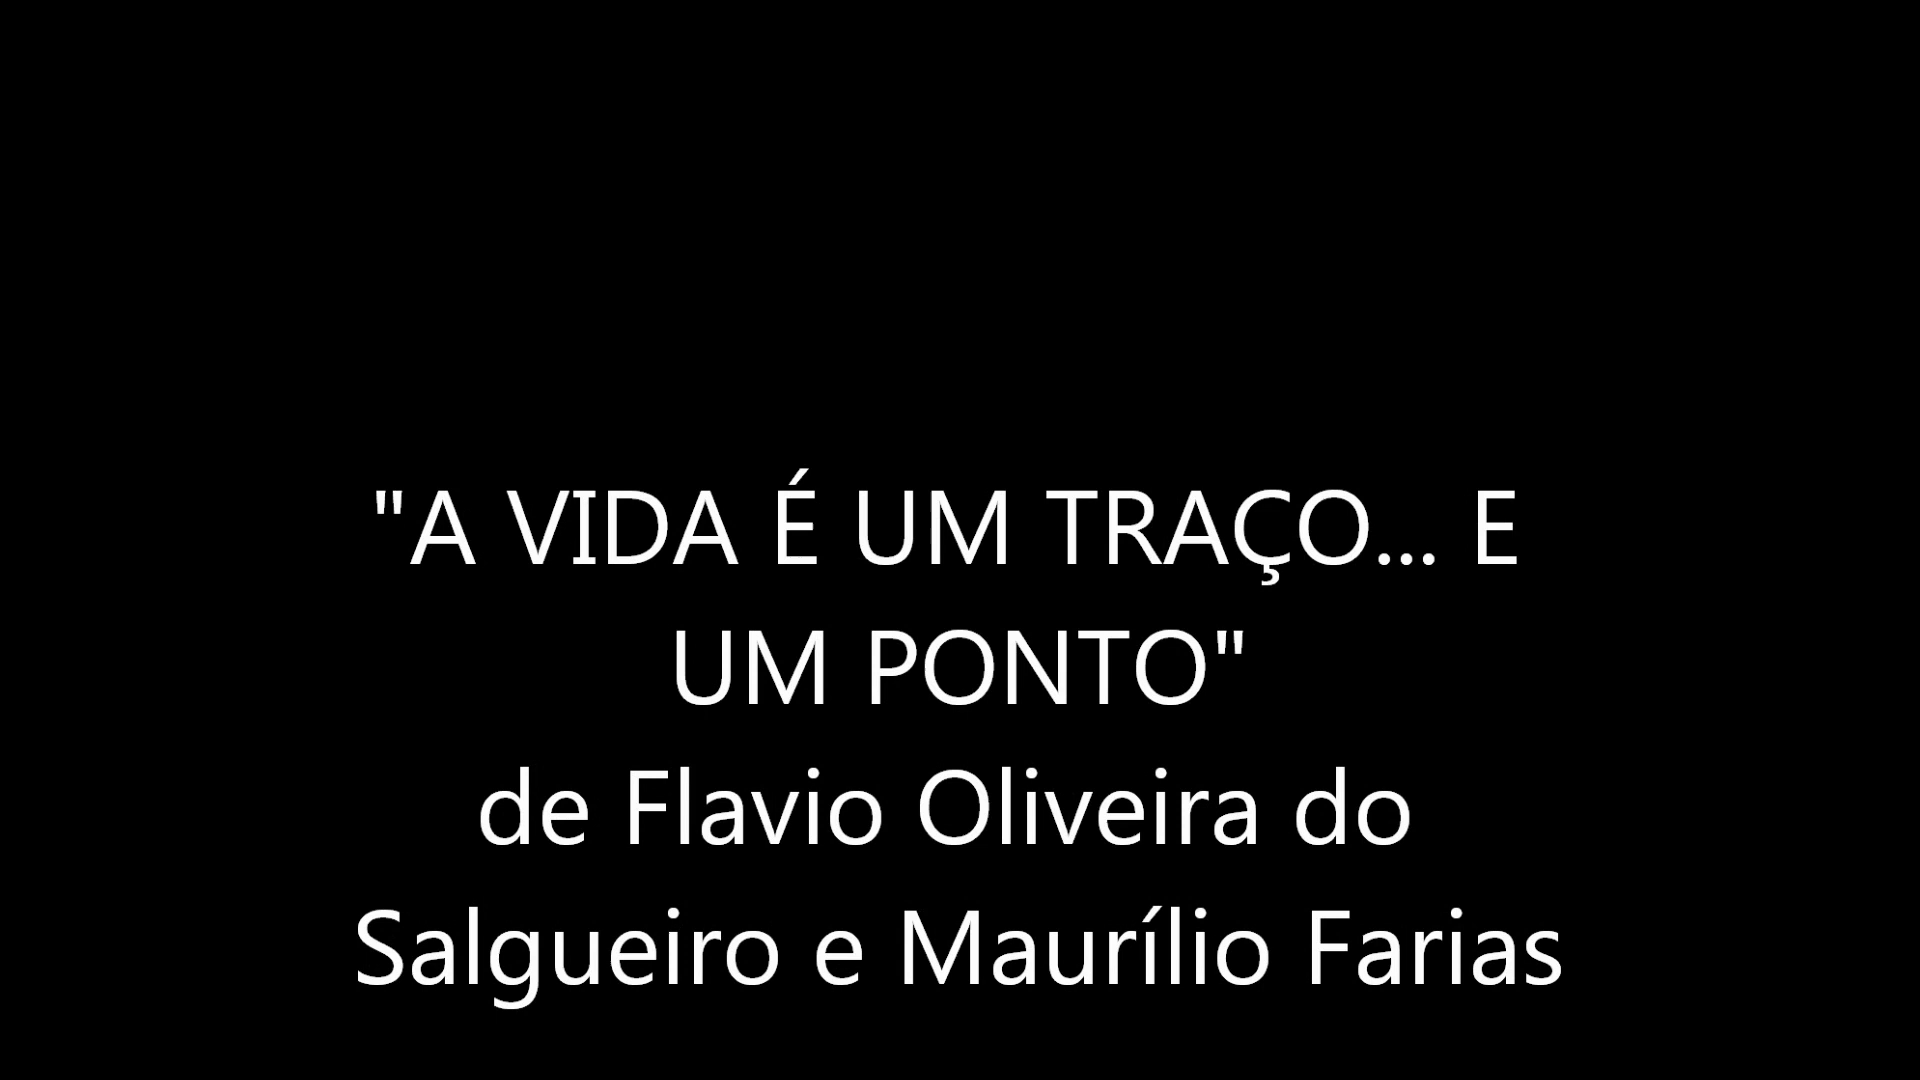 "A VIDA É UM TRAÇO... E
UM PONTO"
de Flavio Oliveira do
Salgueiro e Maurílio Farias